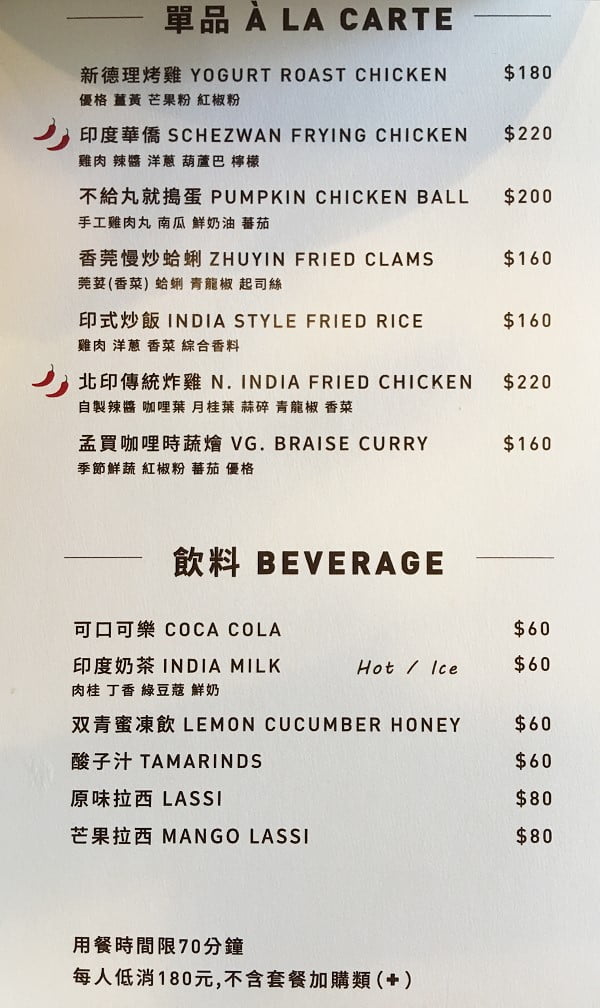 單品 À LA CARTE
新德理烤雞 YOGURT ROAST CHICKEN $180
優格 薑黃 芒果粉 紅椒粉
印度華僑 SCHEZWAN FRYING CHICKEN $220
雞肉 辣醬 洋蔥 葫蘆巴 檸檬
不給丸就搗蛋 PUMPKIN CHICKEN BALL $200
手工雞肉丸 南瓜 鮮奶油 蕃茄
香莞慢炒蛤蜊 ZHUYIN FRIED CLAMS $160
莞荽(香菜) 蛤蜊 青龍椒 起司絲
印式炒飯 INDIA STYLE FRIED RICE $160
雞肉 洋蔥 香菜 綜合香料
北印傳統炸雞 N. INDIA FRIED CHICKEN $220
自製辣醬 咖哩葉 月桂葉 蒜碎 青龍椒 香菜
孟買咖哩時蔬燴 VG. BRAISE CURRY $160
季節鮮蔬 紅椒粉 蕃茄 優格
飲料 BEVERAGE
可口可樂 COCA COLA $60
印度奶茶 INDIA MILK Hot / Ice $60
肉桂 丁香 綠豆蔻 鮮奶
双青蜜凍飲 LEMON CUCUMBER HONEY $60
酸子汁 TAMARINDS $60
原味拉西 LASSI $80
芒果拉西 MANGO LASSI $80
用餐時間限70分鐘
每人低消180元,不含套餐加購類(✚)